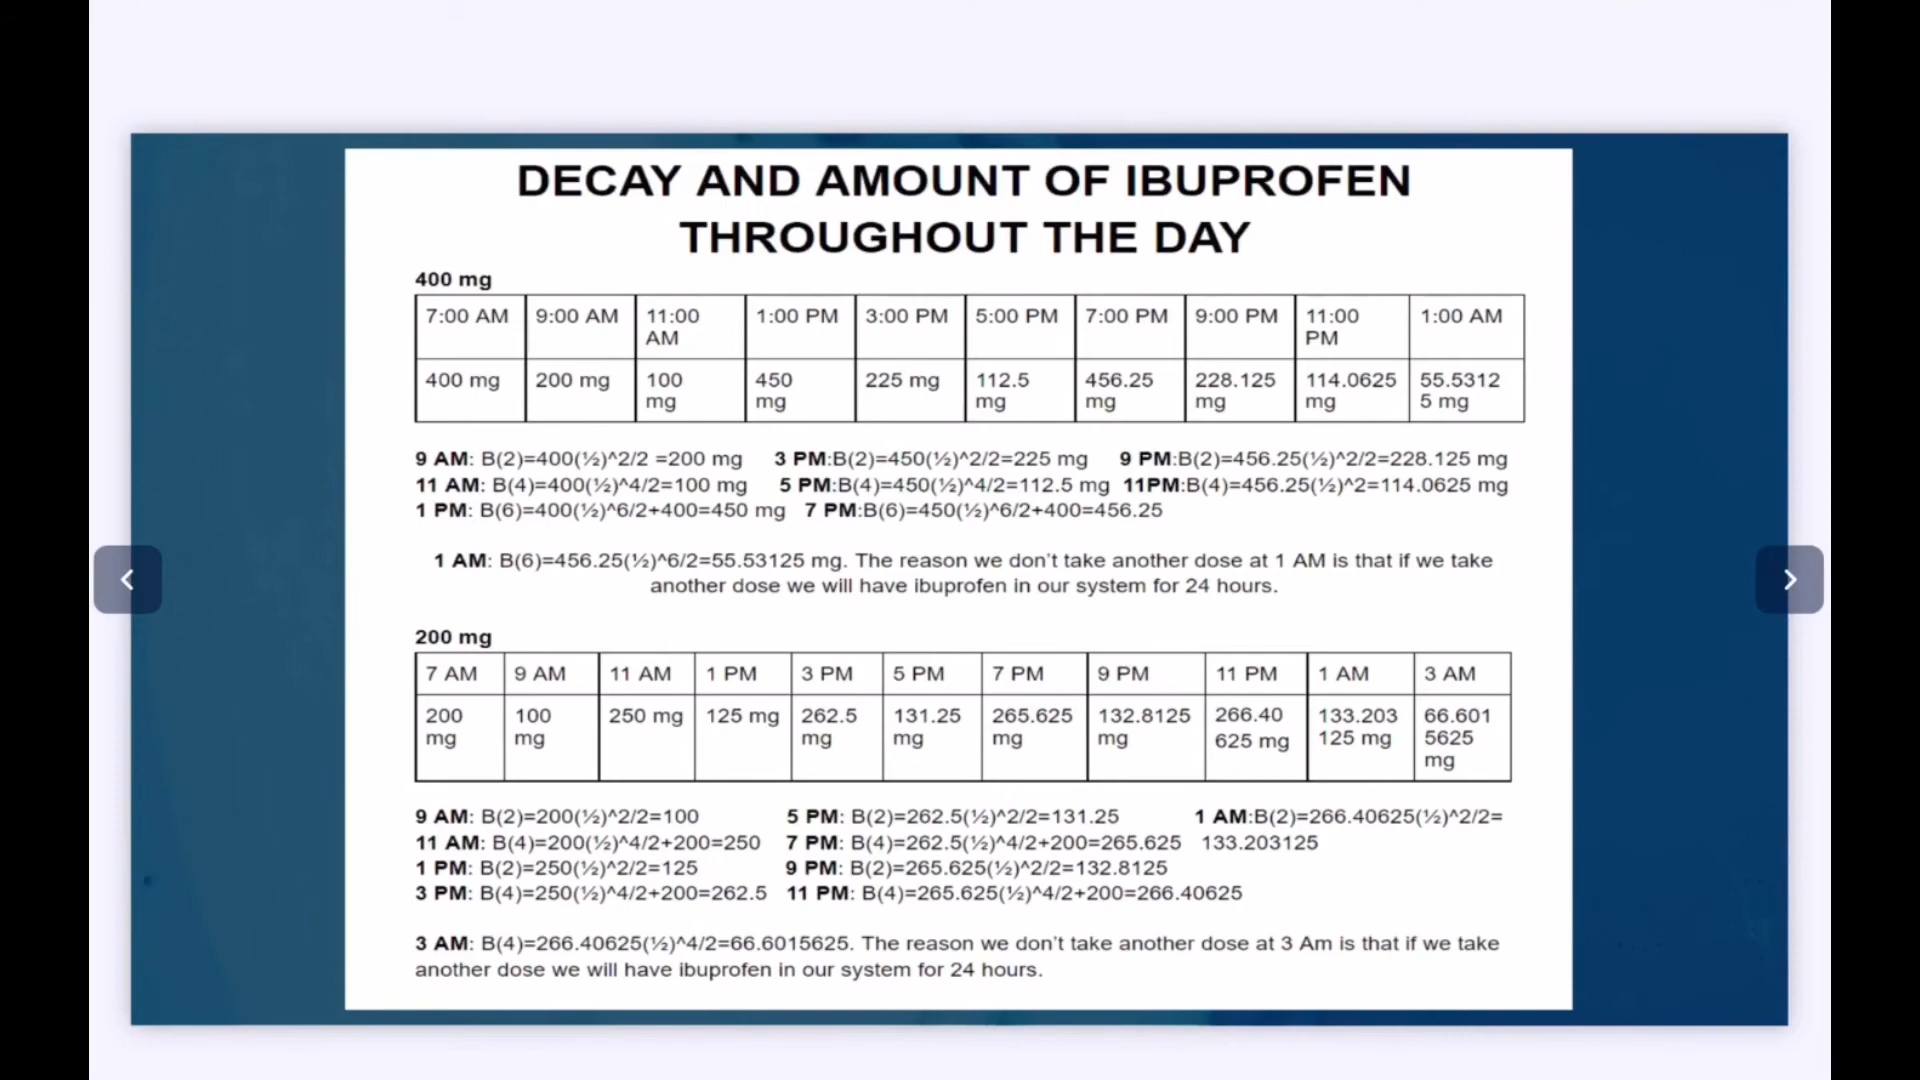 DECAY AND AMOUNT OF IBUPROFEN
THROUGHOUT THE DAY
400 mg
7:00 AM 9:00 AM 11:00 AM 1:00 PM 3:00 PM 5:00 PM 7:00 PM 9:00 PM 11:00 PM 1:00 AM
400 mg 200 mg 100 mg 450 mg 225 mg 112.5 mg 456.25 mg 228.125 mg 114.0625 mg 55.53125 mg
9 AM: B(2)=400(½)^2/2 =200 mg 3 PM:B(2)=450(½)^2/2=225 mg 9 PM:B(2)=456.25(½)^2/2=228.125 mg
11 AM: B(4)=400(½)^4/2=100 mg 5 PM:B(4)=450(½)^4/2=112.5 mg 11PM:B(4)=456.25(½)^2=114.0625 mg
1 PM: B(6)=400(½)^6/2+400=450 mg 7 PM:B(6)=450(½)^6/2+400=456.25
1 AM: B(6)=456.25(½)^6/2=55.53125 mg. The reason we don't take another dose at 1 AM is that if we take
another dose we will have ibuprofen in our system for 24 hours.
200 mg
7 AM 9 AM 11 AM 1 PM 3 PM 5 PM 7 PM 9 PM 11 PM 1 AM 3 AM
200 mg 100 mg 250 mg 125 mg 262.5 mg 131.25 mg 265.625 mg 132.8125 mg 266.40625 mg 133.203125 mg 66.6015625 mg
9 AM: B(2)=200(½)^2/2=100 5 PM: B(2)=262.5(½)^2/2=131.25 1 AM:B(2)=266.40625(½)^2/2=
11 AM: B(4)=200(½)^4/2+200=250 7 PM: B(4)=262.5(½)^4/2+200=265.625 133.203125
1 PM: B(2)=250(½)^2/2=125 9 PM: B(2)=265.625(½)^2/2=132.8125
3 PM: B(4)=250(½)^4/2+200=262.5 11 PM: B(4)=265.625(½)^4/2+200=266.40625
3 AM: B(4)=266.40625(½)^4/2=66.6015625. The reason we don't take another dose at 3 Am is that if we take
another dose we will have ibuprofen in our system for 24 hours.